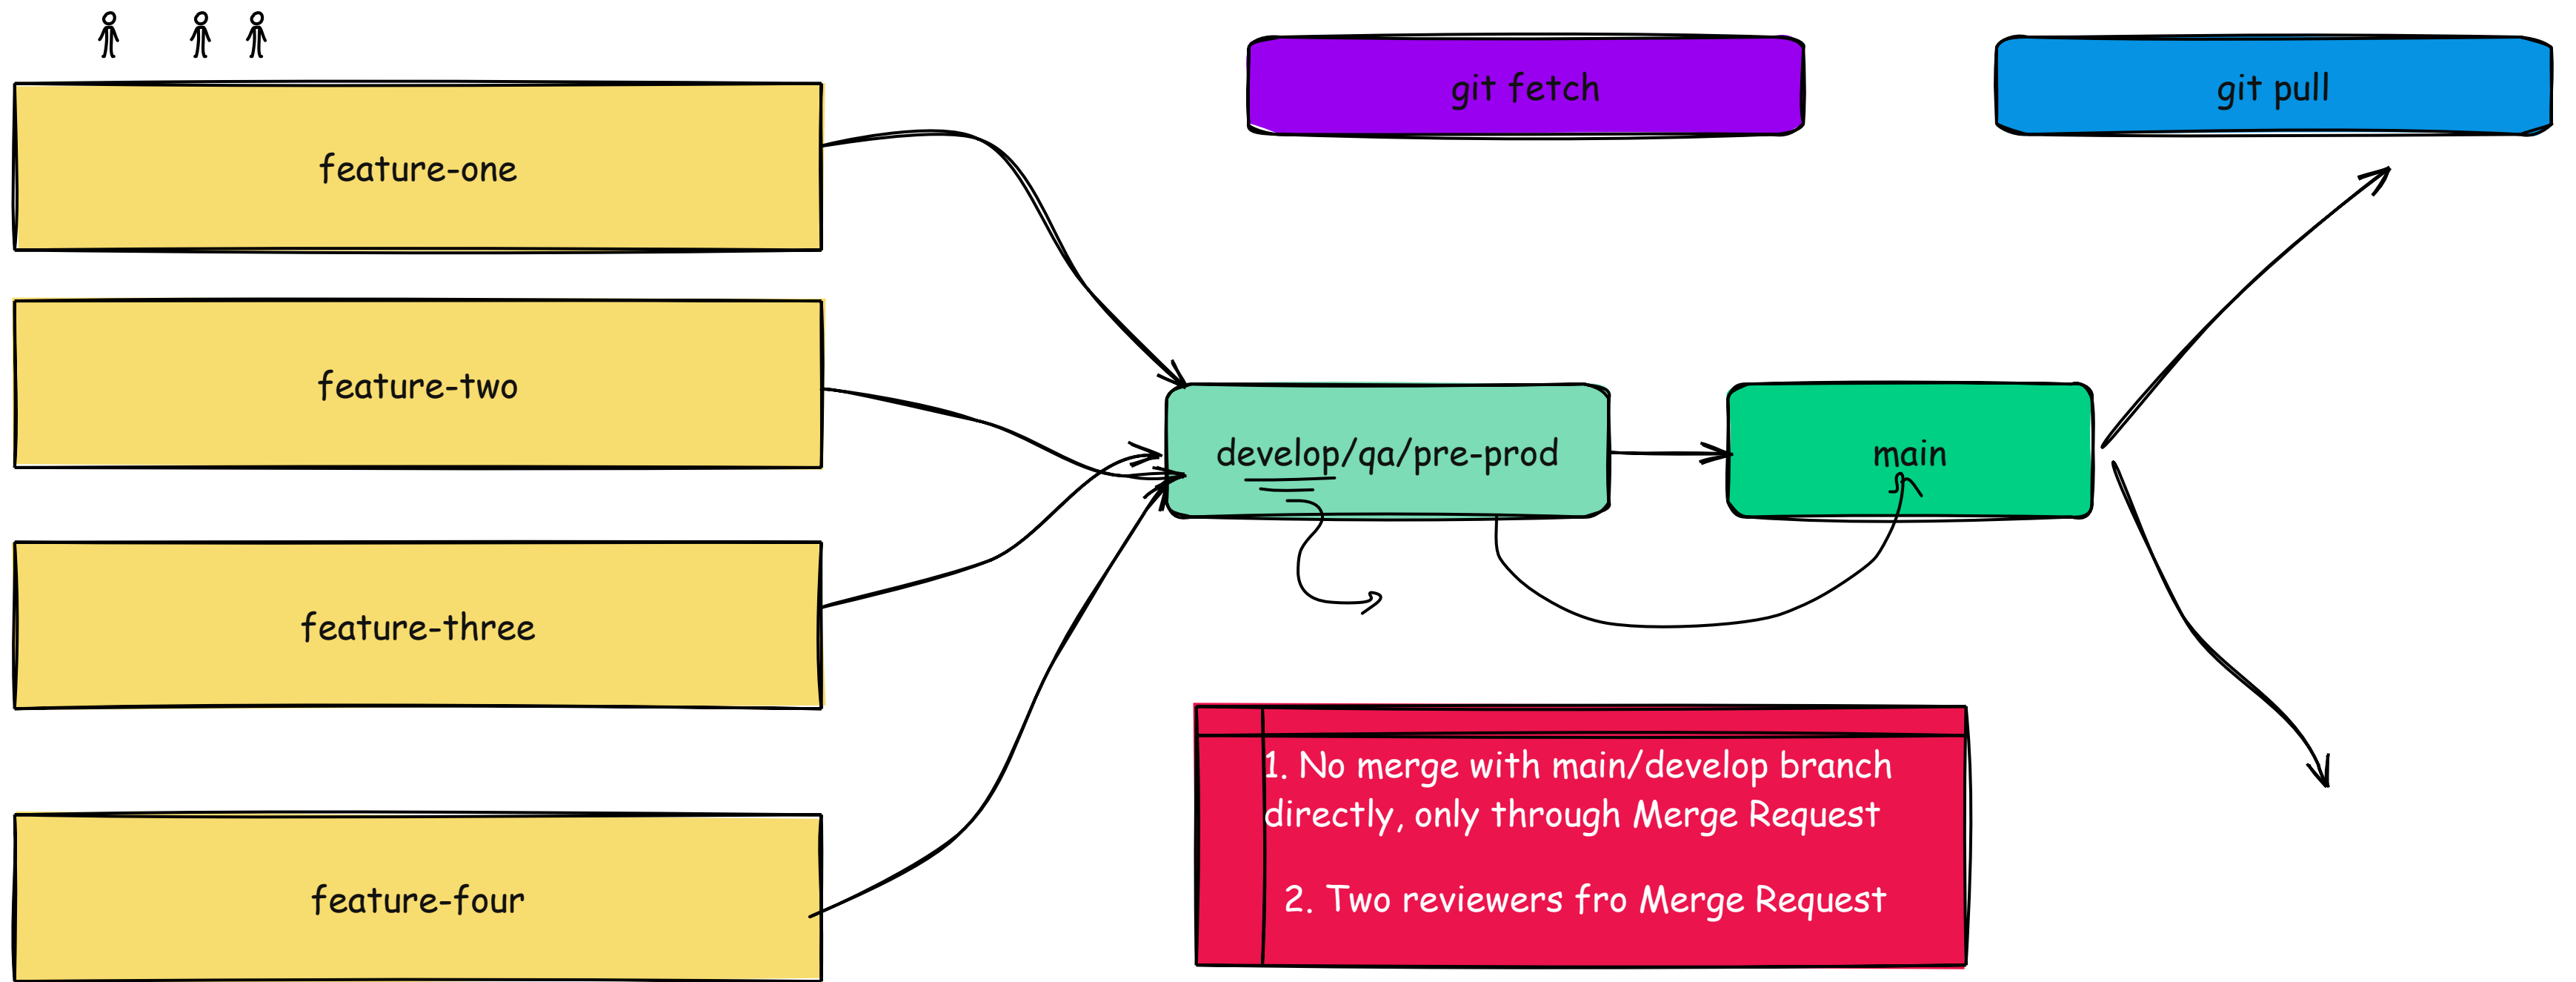 git fetch
git pull
feature-one
feature-two
develop/qa/pre-prod
main
feature-three
1. No merge with main/develop branch
directly, only through Merge Request
2. Two reviewers fro Merge Request
feature-four